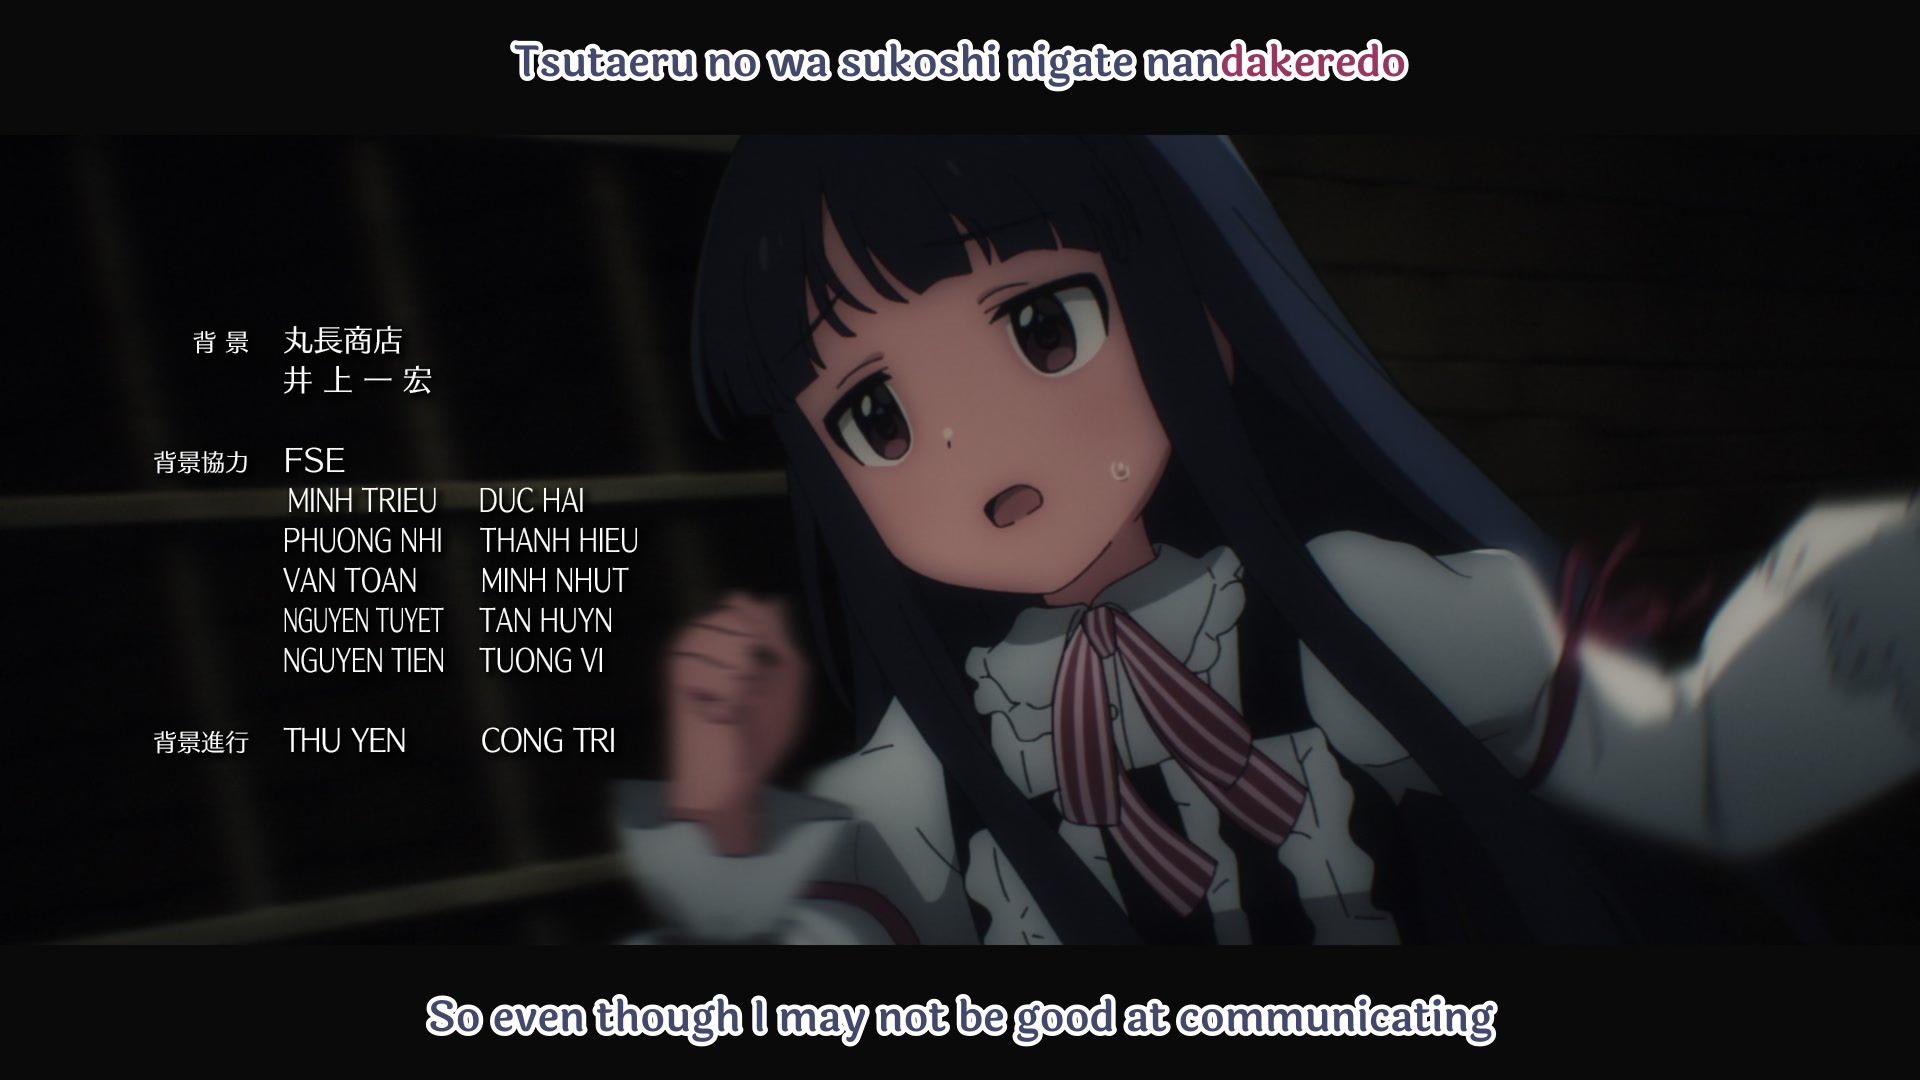 Tsutaeru no wa sukoshi nigate nandakeredo
背景 丸長商店
井上一宏
背景協力 FSE
MINH TRIEU DUC HAI
PHUONG NHI THANH HIEU
VAN TOAN MINH NHUT
NGUYEN TUYET TAN HUYN
NGUYEN TIEN TUONG VI
背景進行 THU YEN CONG TRI
So even though I may not be good at communicating